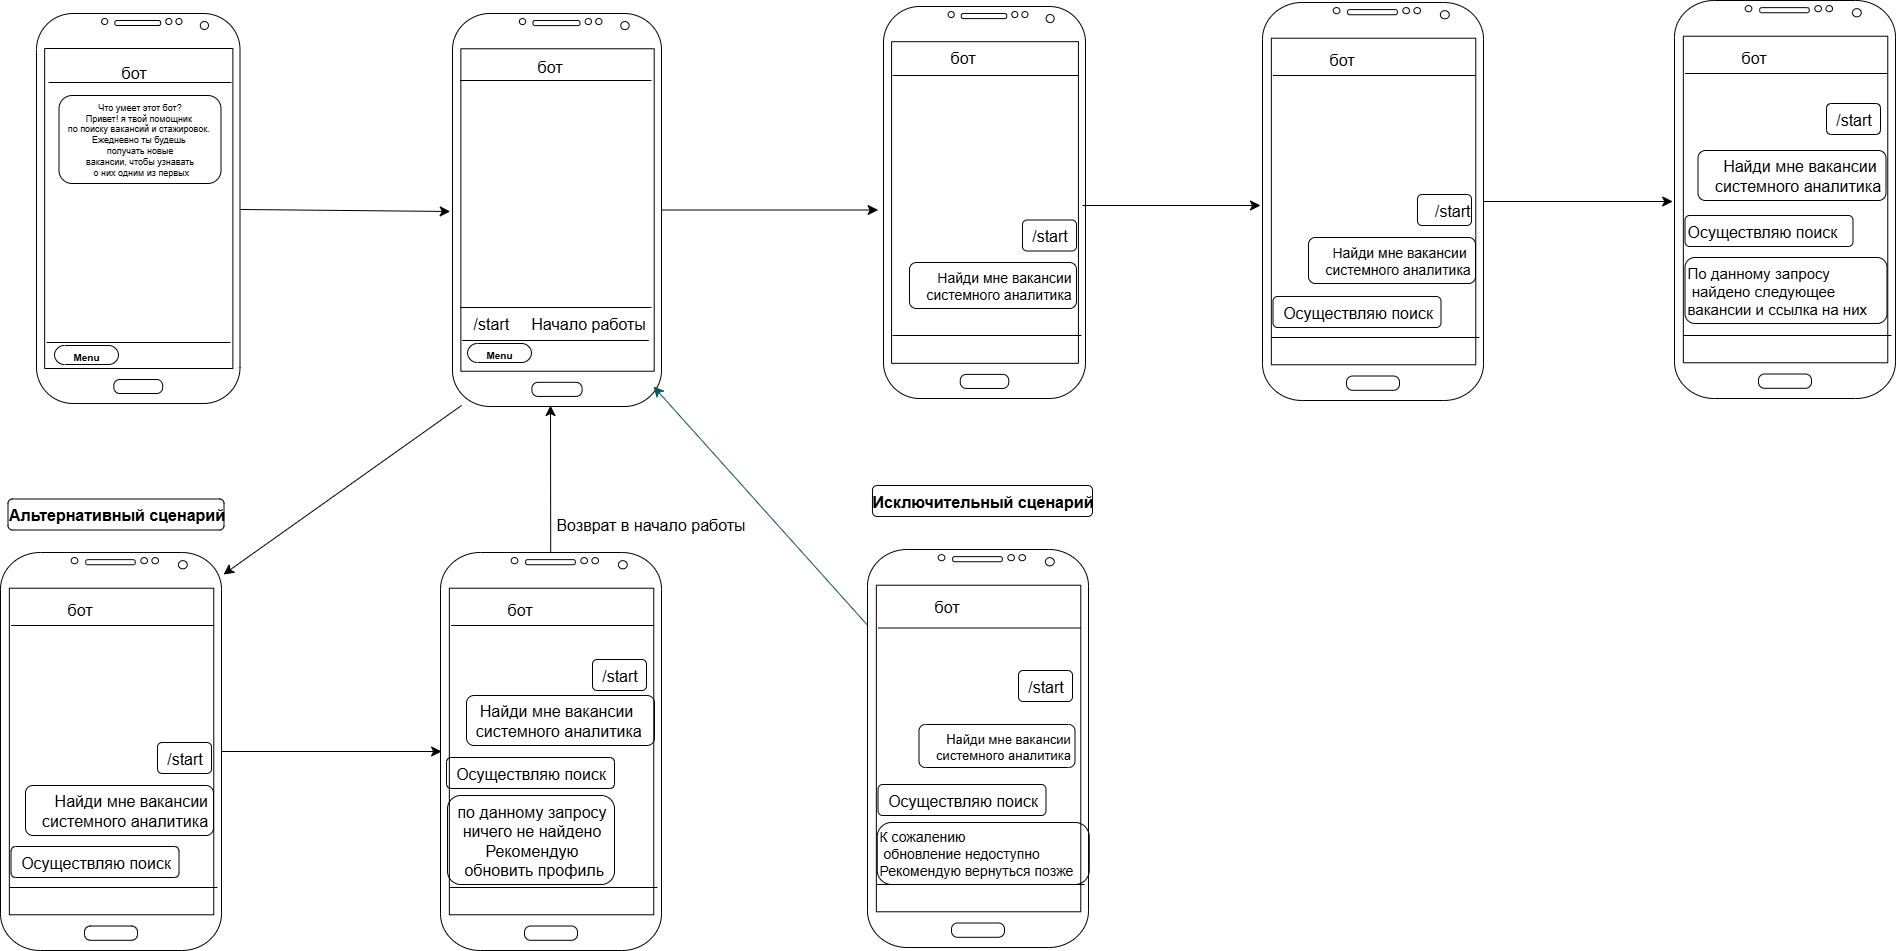 бот
Что умеет этот бот?
Привет! я твой помощник
по поиску вакансий и стажировок.
Ежедневно ты будешь
получать новые
вакансии, чтобы узнавать
о них одним из первых
Menu
бот
/start Начало работы
Menu
бот
/start
Найди мне вакансии
системного аналитика
бот
/start
Найди мне вакансии
системного аналитика
Осуществляю поиск
бот
/start
Найди мне вакансии
системного аналитика
Осуществляю поиск
По данному запросу
найдено следующее
вакансии и ссылка на них
Альтернативный сценарий
бот
/start
Найди мне вакансии
системного аналитика
Осуществляю поиск
Возврат в начало работы
бот
/start
Найди мне вакансии
системного аналитика
Осуществляю поиск
по данному запросу
ничего не найдено
Рекомендую
обновить профиль
Исключительный сценарий
бот
/start
Найди мне вакансии
системного аналитика
Осуществляю поиск
К сожалению
обновление недоступно
Рекомендую вернуться позже